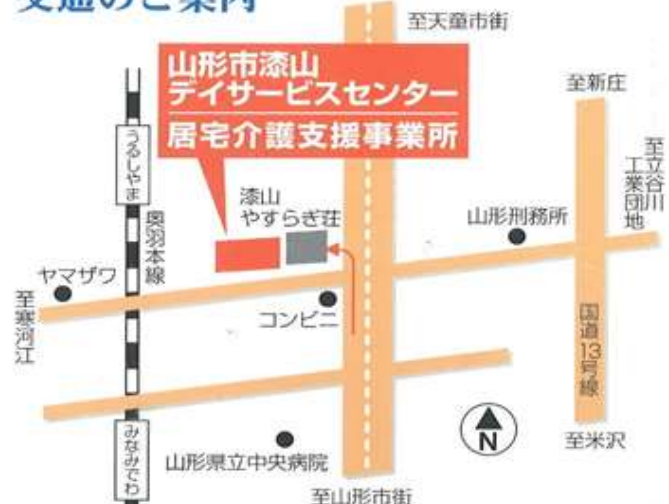 交通のご案内
至天童市街
山形市漆山
デイサービスセンター
居宅介護支援事業所
至新庄
至立谷川
工業団地
うるしやま
漆山
やすらぎ荘
奥羽本線
山形刑務所
ヤマザワ
至寒河江
コンビニ
国道13号線
みなみでわ
山形県立中央病院
N
至米沢
至山形市街